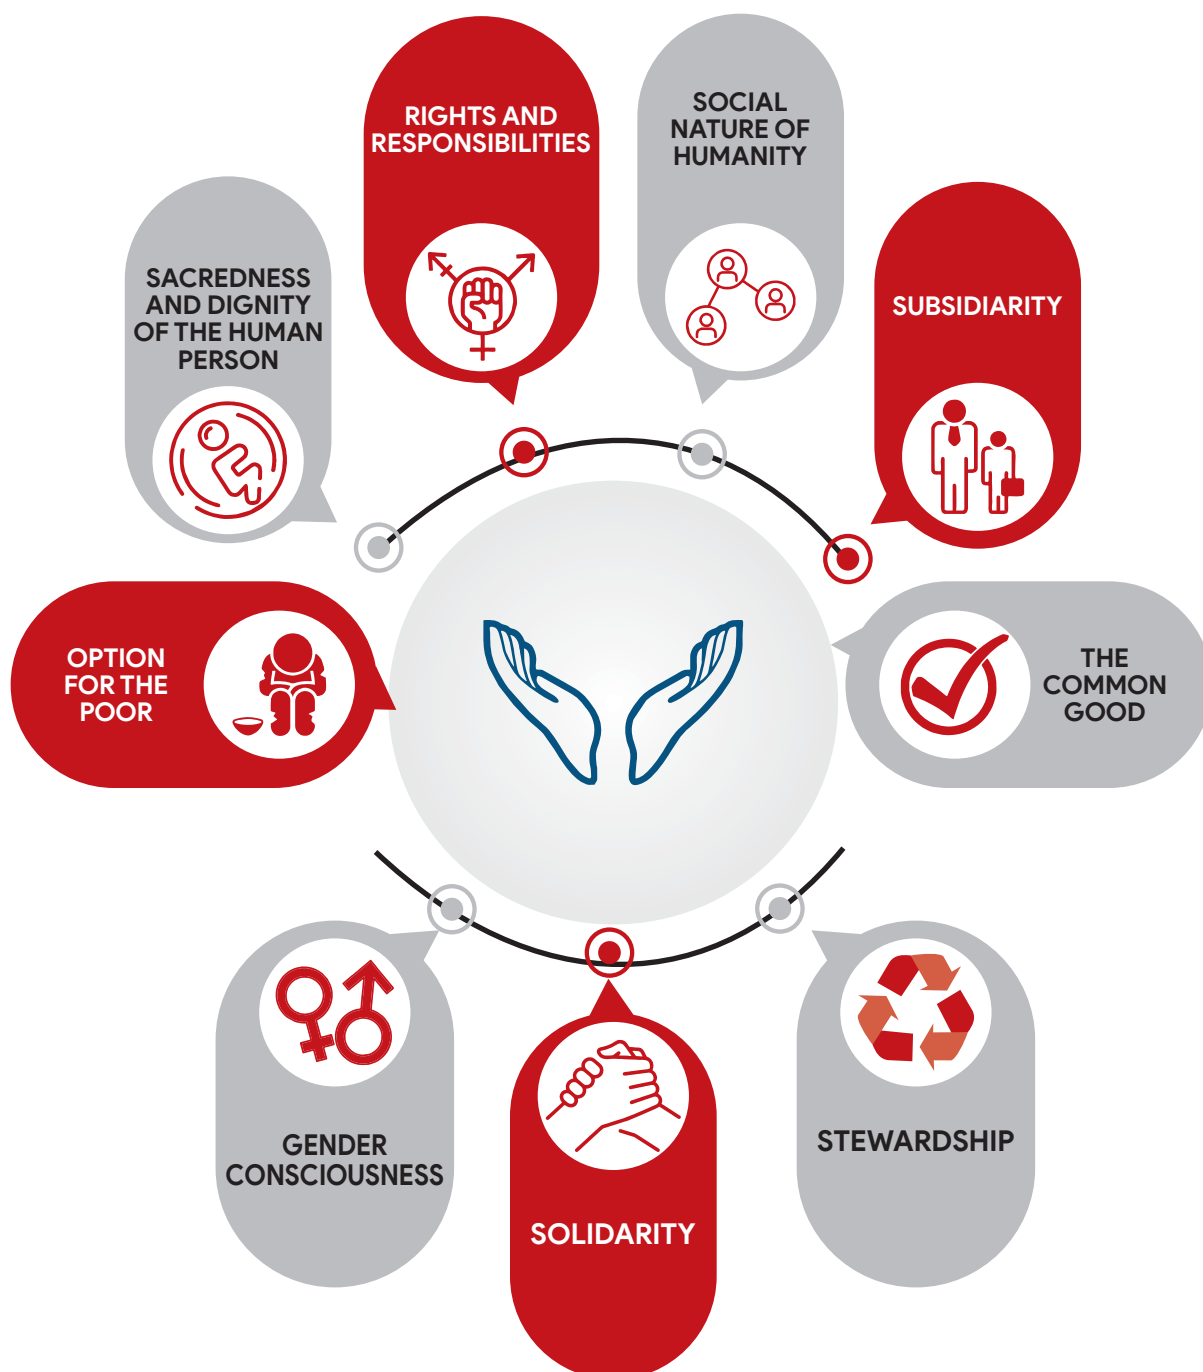 RIGHTS AND
RESPONSIBILITIES
SOCIAL
NATURE OF
HUMANITY
SACREDNESS
AND DIGNITY
OF THE HUMAN
PERSON
SUBSIDIARITY
OPTION
FOR THE
POOR
THE
COMMON
GOOD
GENDER
CONSCIOUSNESS
SOLIDARITY
STEWARDSHIP